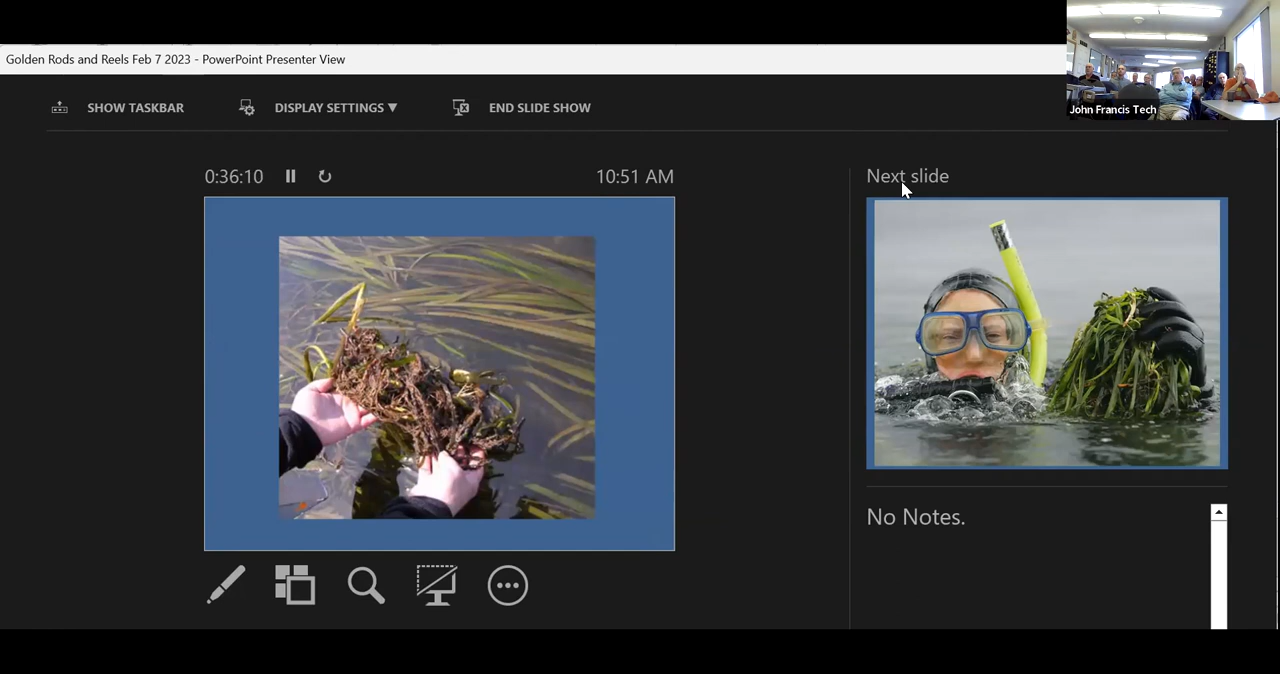 Golden Rods and Reels Feb 7 2023 - PowerPoint Presenter View
John Francis Tech
SHOW TASKBAR
DISPLAY SETTINGS ▼
END SLIDE SHOW
0:36:10
10:51 AM
Next slide
No Notes.